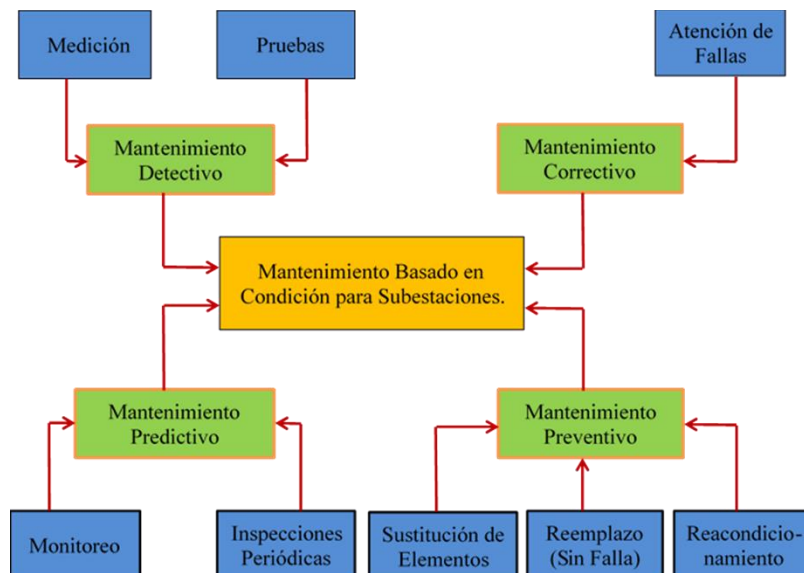 Medición
Pruebas
Atención de
Fallas
Mantenimiento
Detectivo
Mantenimiento
Correctivo
Mantenimiento Basado en
Condición para Subestaciones.
Mantenimiento
Predictivo
Mantenimiento
Preventivo
Monitoreo
Inspecciones
Periódicas
Sustitución de
Elementos
Reemplazo
(Sin Falla)
Reacondicio-
namiento